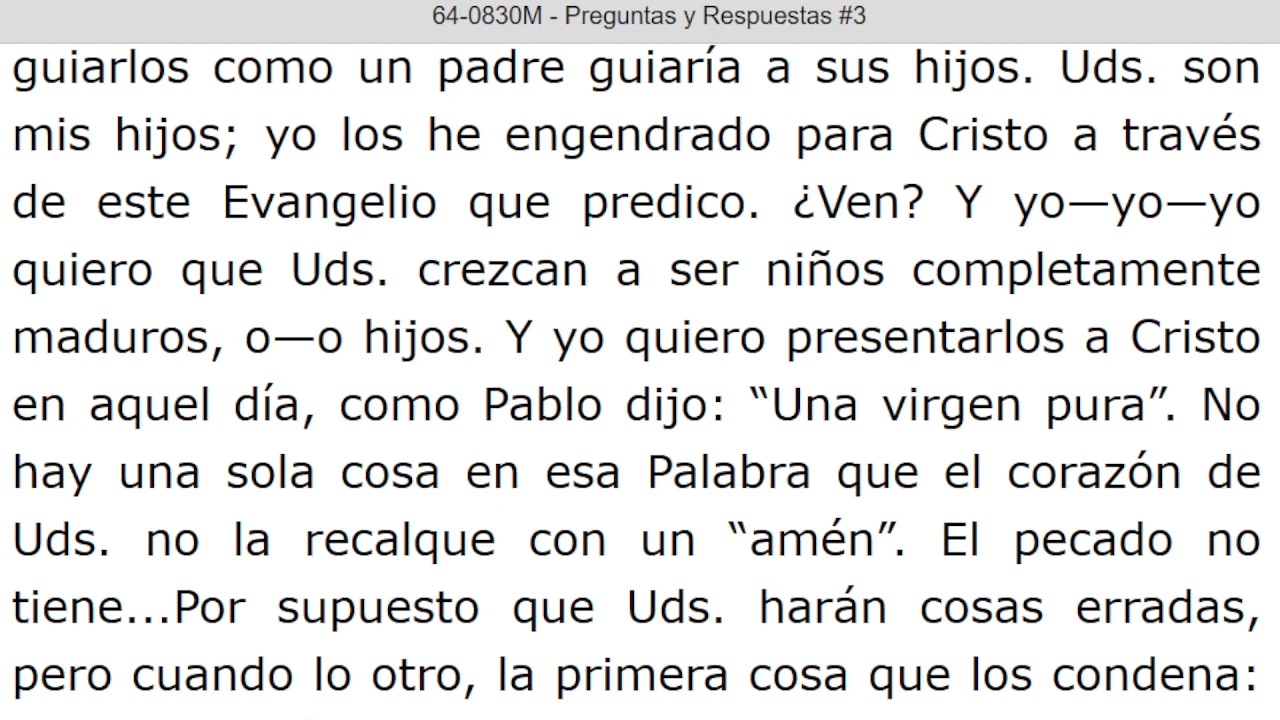 64-0830M - Preguntas y Respuestas #3
guiarlos como un padre guiaría a sus hijos. Uds. son
mis hijos; yo los he engendrado para Cristo a través
de este Evangelio que predico. ¿Ven? Y yo—yo—yo
quiero que Uds. crezcan a ser niños completamente
maduros, o—o hijos. Y yo quiero presentarlos a Cristo
en aquel día, como Pablo dijo: “Una virgen pura”. No
hay una sola cosa en esa Palabra que el corazón de
Uds. no la recalque con un “amén”. El pecado no
tiene...Por supuesto que Uds. harán cosas erradas,
pero cuando lo otro, la primera cosa que los condena: